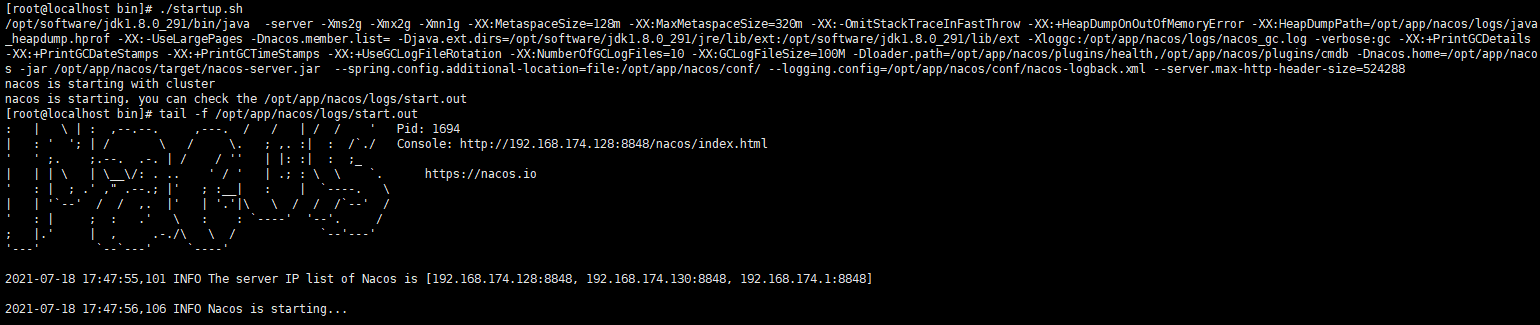 [root@localhost bin]# ./startup.sh
/opt/software/jdk1.8.0_291/bin/java  -server -Xms2g -Xmx2g -Xmn1g -XX:MetaspaceSize=128m -XX:MaxMetaspaceSize=320m -XX:-OmitStackTraceInFastThrow -XX:+HeapDumpOnOutOfMemoryError -XX:HeapDumpPath=/opt/app/nacos/logs/java
_heapdump.hprof -XX:-UseLargePages -Dnacos.member.list= -Djava.ext.dirs=/opt/software/jdk1.8.0_291/jre/lib/ext:/opt/software/jdk1.8.0_291/lib/ext -Xloggc:/opt/app/nacos/logs/nacos_gc.log -verbose:gc -XX:+PrintGCDetails
-XX:+PrintGCDateStamps -XX:+PrintGCTimeStamps -XX:+UseGCLogFileRotation -XX:NumberOfGCLogFiles=10 -XX:GCLogFileSize=100M -Dloader.path=/opt/app/nacos/plugins/health,/opt/app/nacos/plugins/cmdb -Dnacos.home=/opt/app/naco
s -jar /opt/app/nacos/target/nacos-server.jar  --spring.config.additional-location=file:/opt/app/nacos/conf/ --logging.config=/opt/app/nacos/conf/nacos-logback.xml --server.max-http-header-size=524288
nacos is starting with cluster
nacos is starting, you can check the /opt/app/nacos/logs/start.out
[root@localhost bin]# tail -f /opt/app/nacos/logs/start.out
:   |   \ | :  ,--.--.     ,---.  /   /   | /  /    '   Pid: 1694
|   : '  '; | /       \   /     \.   ; ,. :|  :  /`./   Console: http://192.168.174.128:8848/nacos/index.html
'   ' ;.    ;.--.  .-. | /    / ''   | |: :|  :  ;_
|   | | \   | \__\/: . ..    ' / '   | .; : \  \    `.      https://nacos.io
'   : |  ; .' ," .--.; |'   ; :__|   :    |  `----.   \
|   | '`--'  /  /  ,.  |'   | '.'|\   \  /  /  /`--'  /
'   : |     ;  :   .'   \   :    : `----'  '--'.     /
;   |.'     |  ,     .-./\   \  /            `--'---'
'---'        `--`---'     `----'
2021-07-18 17:47:55,101 INFO The server IP list of Nacos is [192.168.174.128:8848, 192.168.174.130:8848, 192.168.174.1:8848]
2021-07-18 17:47:56,106 INFO Nacos is starting...